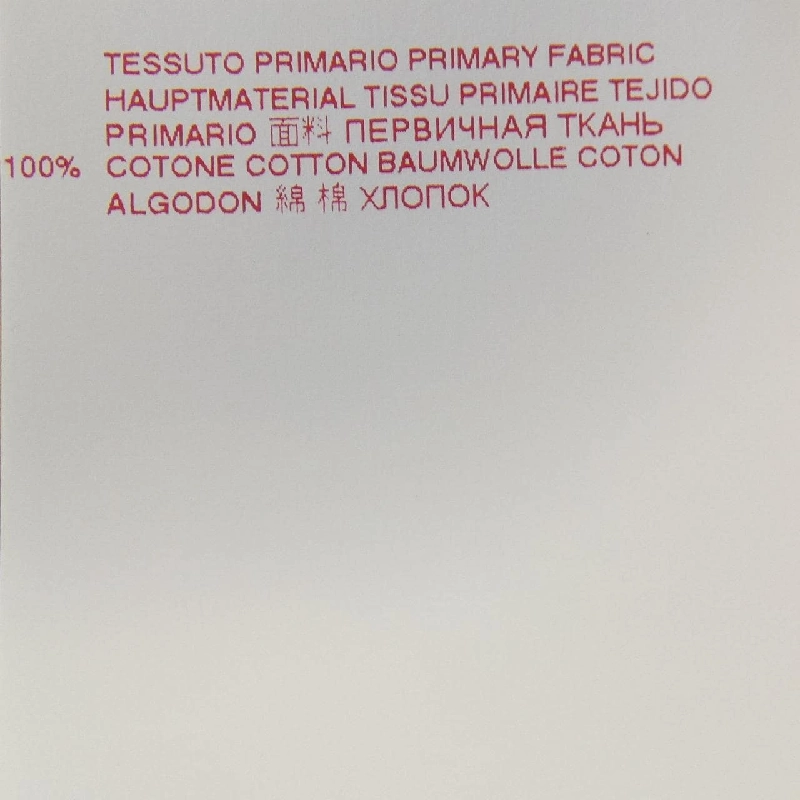 TESSUTO PRIMARIO PRIMARY FABRIC
HAUPTMATERIAL TISSU PRIMAIRE TEJIDO
PRIMARIO 面料 ПЕРВИЧНАЯ ТКАНЬ
100% COTONE COTTON BAUMWOLLE COTON
ALGODON 綿 棉 ХЛОПОК